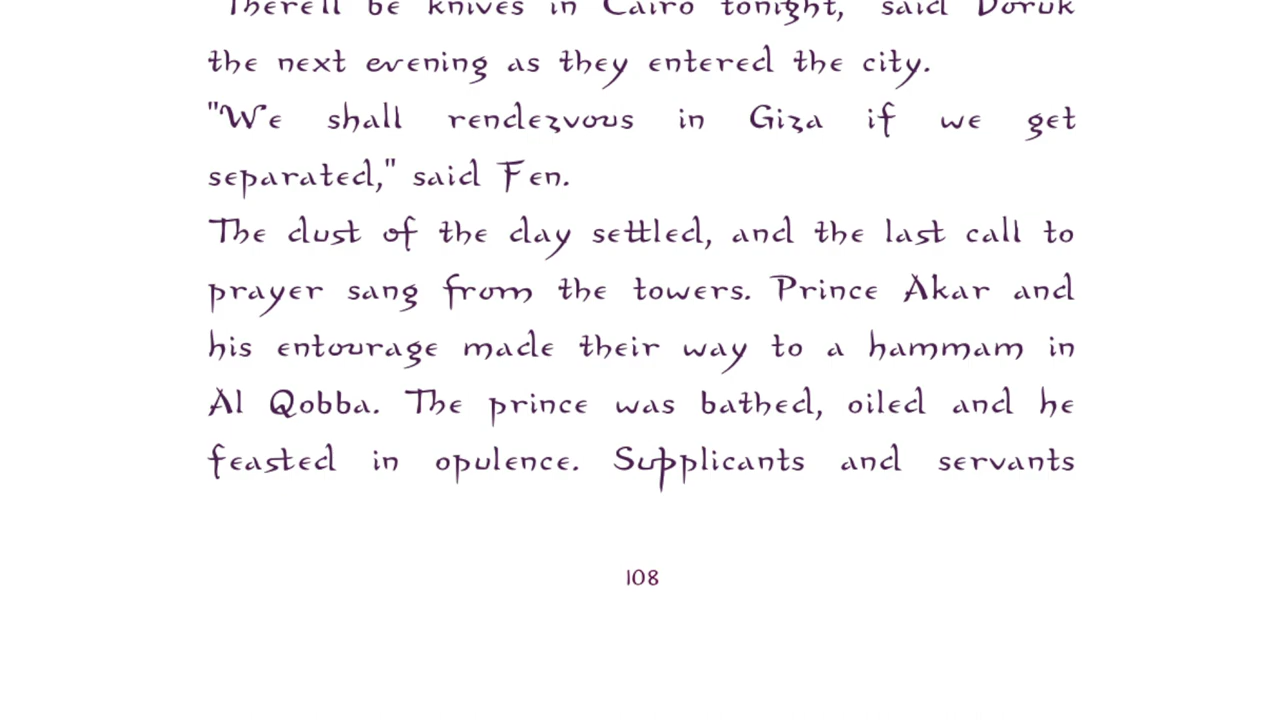 "There'll be knives in Cairo tonight," said Doruk
the next evening as they entered the city.
"We shall rendezvous in Giza if we get
separated," said Fen.
The dust of the day settled, and the last call to
prayer sang from the towers. Prince Akar and
his entourage made their way to a hammam in
Al Qobba. The prince was bathed, oiled and he
feasted in opulence. Supplicants and servants
108